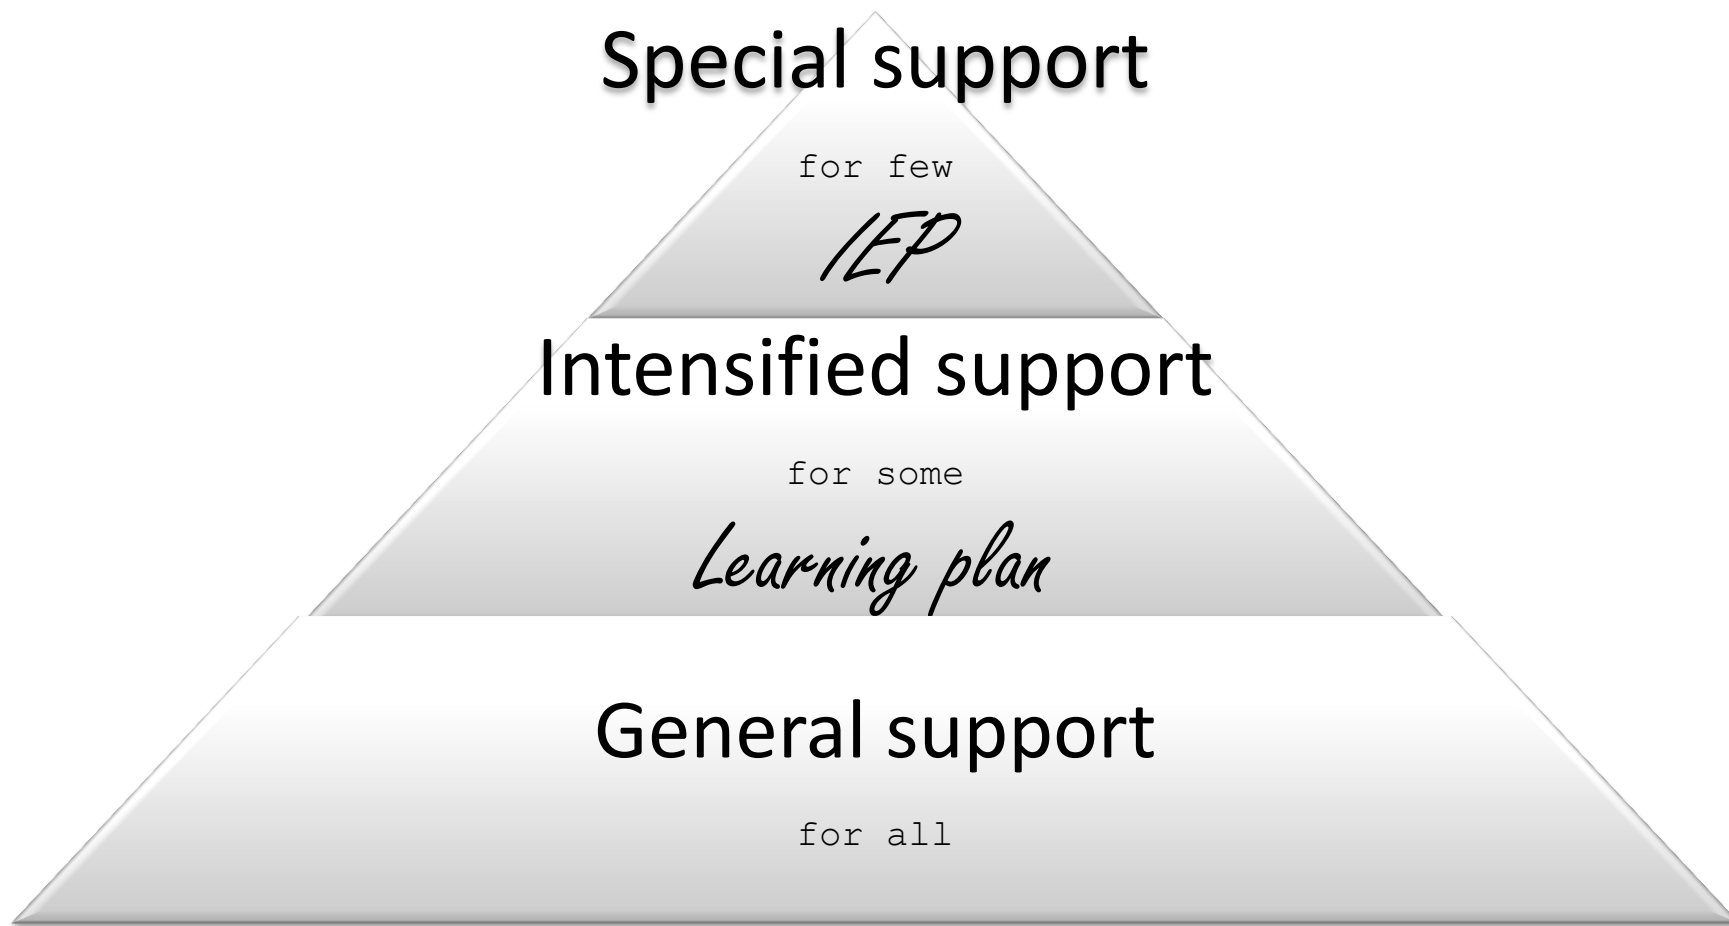 Special support
for few
IEP
Intensified support
for some
Learning plan
General support
for all